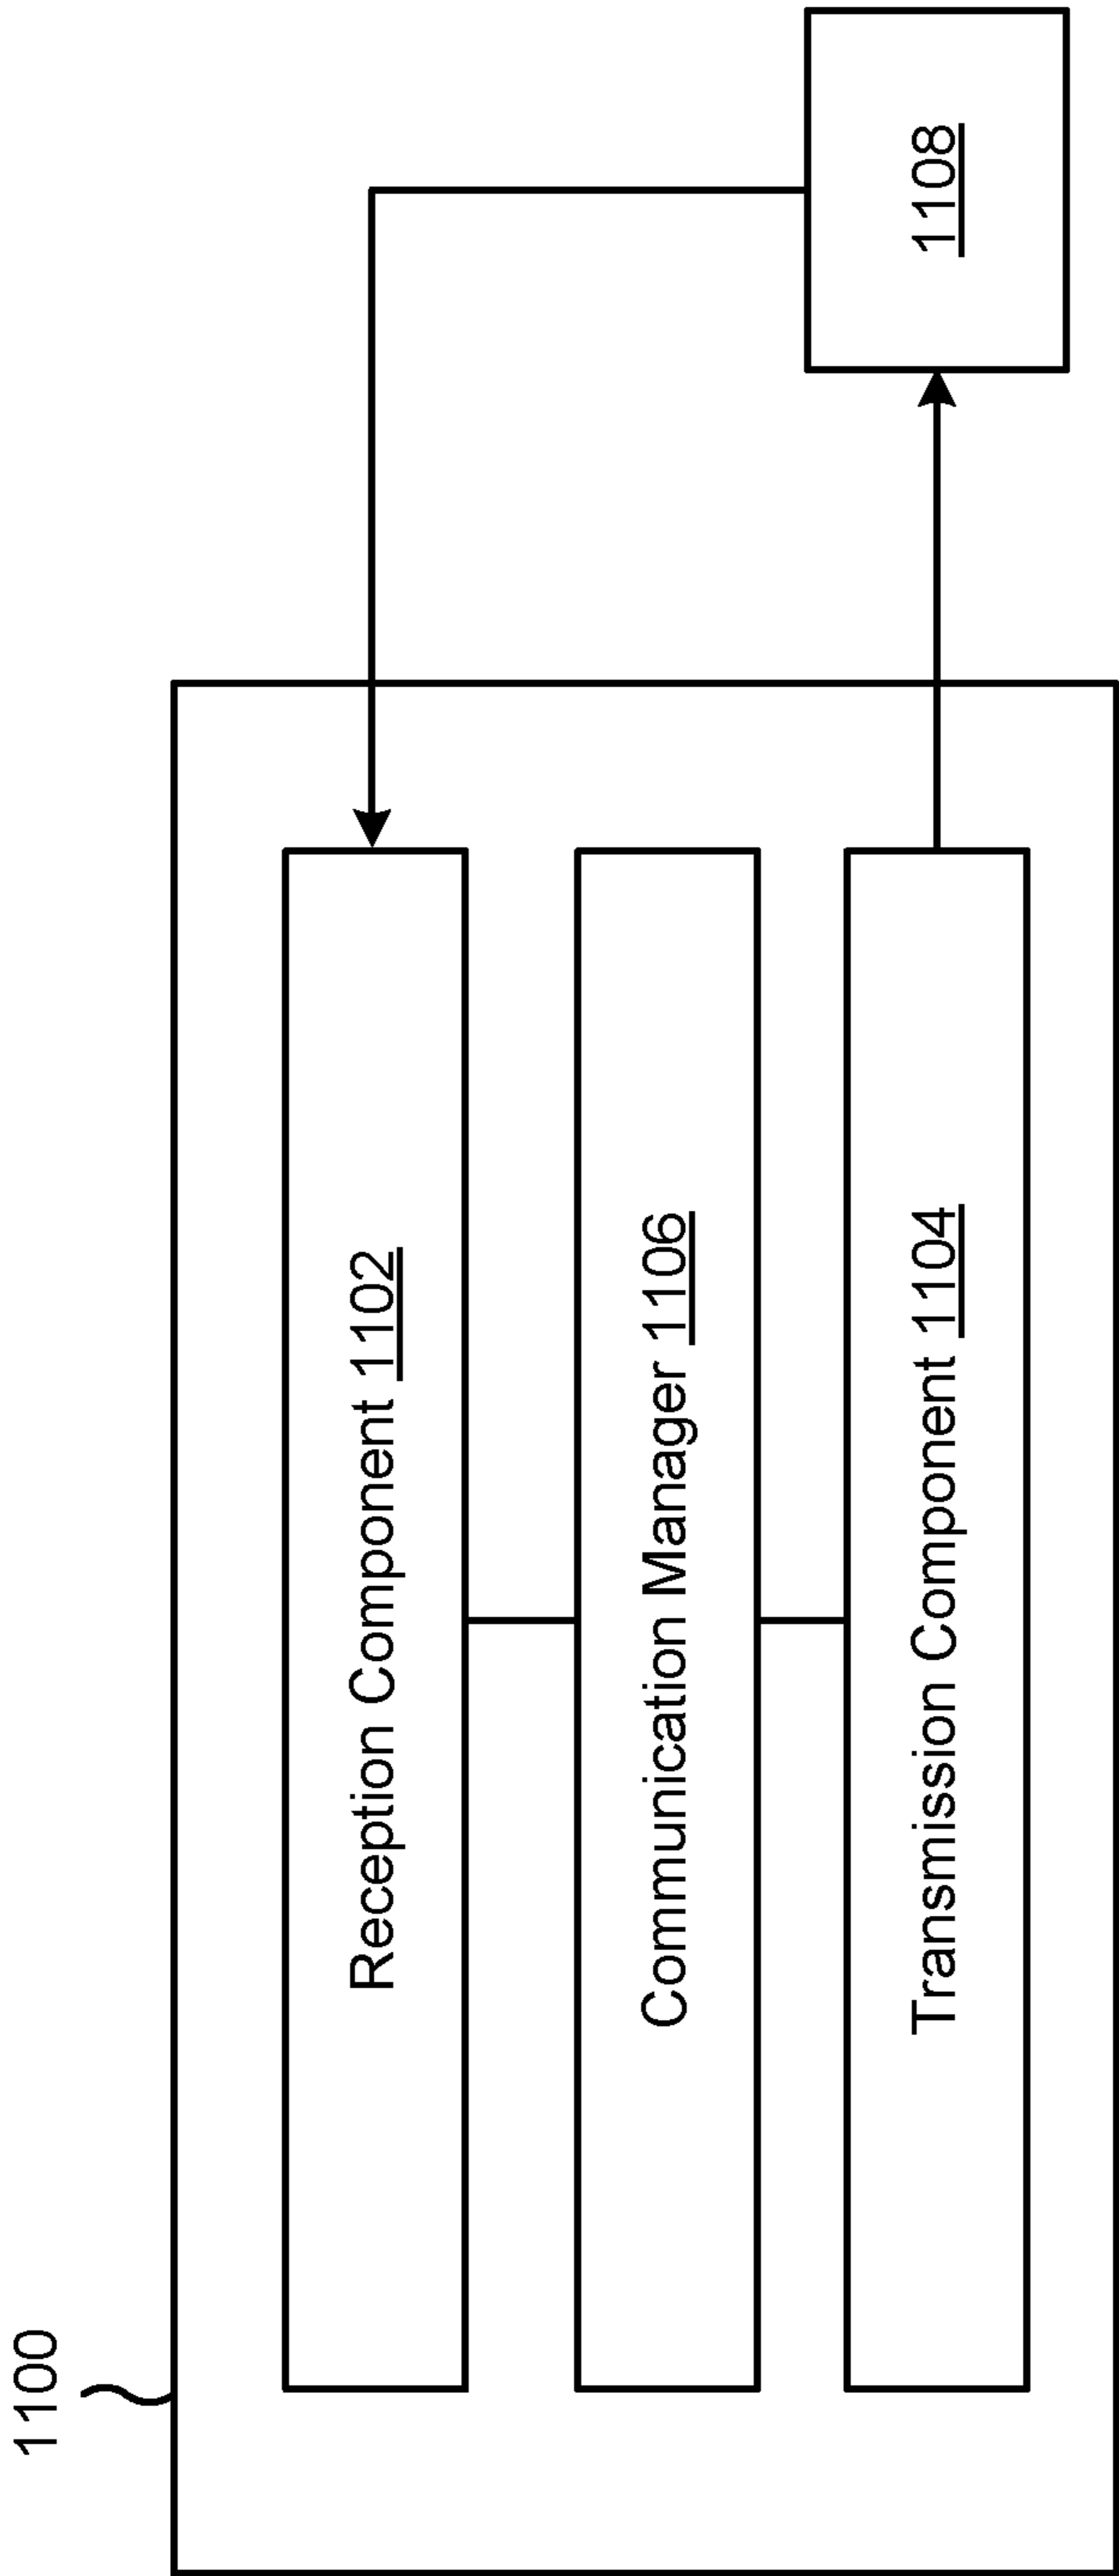 1100
Reception Component 1102
Communication Manager 1106
Transmission Component 1104
1108